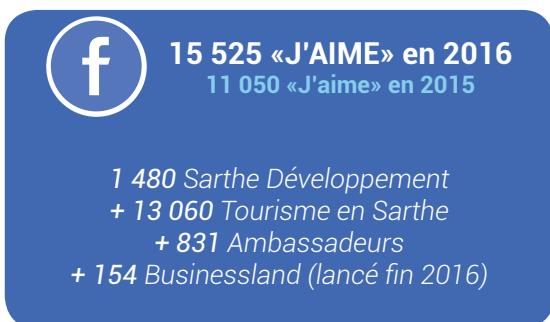 f
15 525 «J'AIME» en 2016
11 050 «J'aime» en 2015
1 480 Sarthe Développement
+ 13 060 Tourisme en Sarthe
+ 831 Ambassadeurs
+ 154 Businessland (lancé fin 2016)